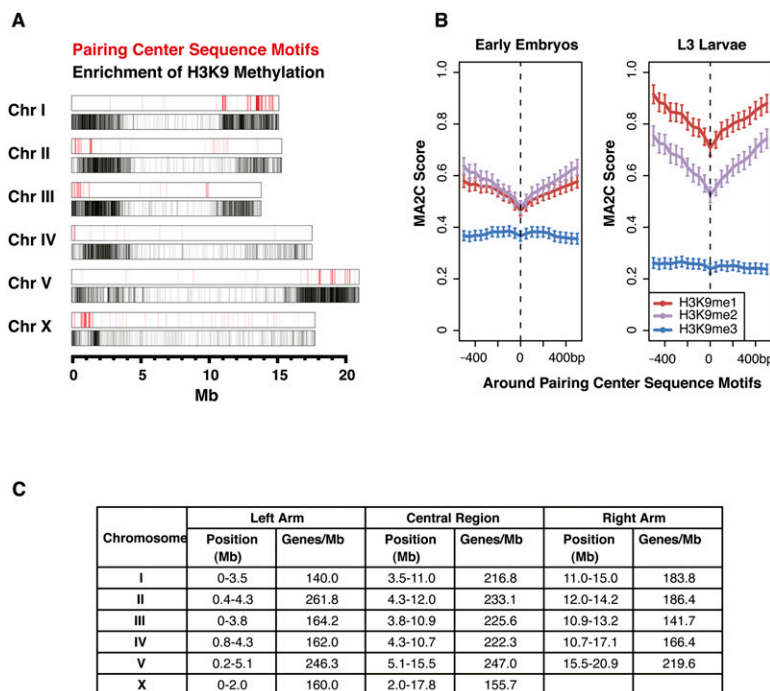 A
Pairing Center Sequence Motifs
Enrichment of H3K9 Methylation
Chr I
Chr II
Chr III
Chr IV
Chr V
Chr X
0 5 10 15 20
Mb
B
Early Embryos
L3 Larvae
MA2C Score
1.0
0.8
0.6
0.4
0.2
0
-400 0 400bp
MA2C Score
1.0
0.8
0.6
0.4
0.2
0
H3K9me1
H3K9me2
H3K9me3
-400 0 400bp
Around Pairing Center Sequence Motifs
C
Chromosome Left Arm Central Region Right Arm
Position (Mb) Genes/Mb Position (Mb) Genes/Mb Position (Mb) Genes/Mb
I 0-3.5 140.0 3.5-11.0 216.8 11.0-15.0 183.8
II 0.4-4.3 261.8 4.3-12.0 233.1 12.0-14.2 186.4
III 0-3.8 164.2 3.8-10.9 225.6 10.9-13.2 141.7
IV 0.8-4.3 162.0 4.3-10.7 222.3 10.7-17.1 166.4
V 0.2-5.1 246.3 5.1-15.5 247.0 15.5-20.9 219.6
X 0-2.0 160.0 2.0-17.8 155.7